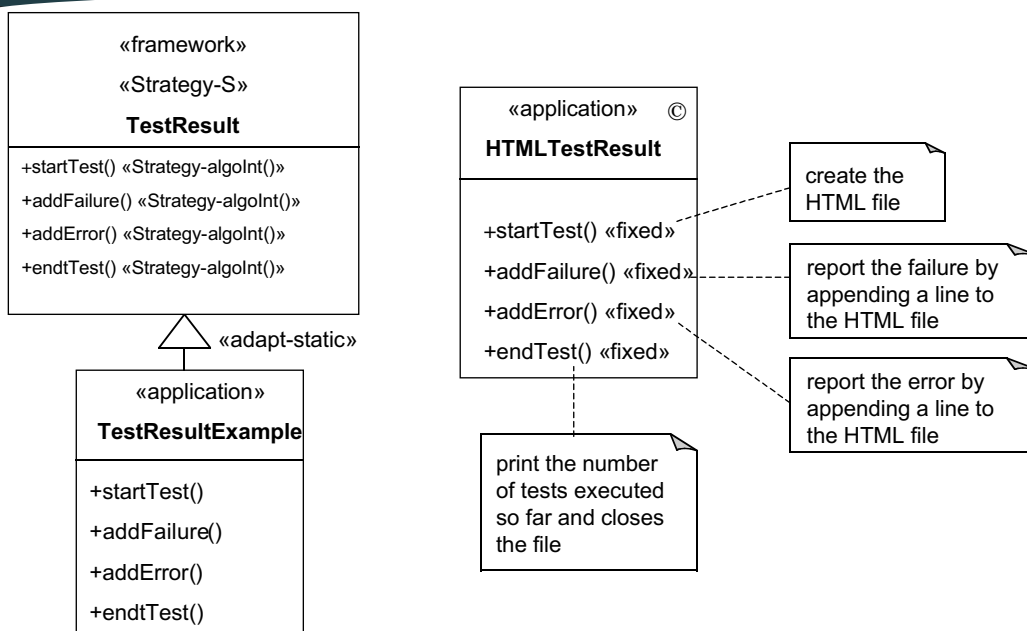 «framework»
«Strategy-S»
TestResult
+startTest() «Strategy-algoInt()»
+addFailure() «Strategy-algoInt()»
+addError() «Strategy-algoInt()»
+endtTest() «Strategy-algoInt()»
«adapt-static»
«application»
TestResultExample
+startTest()
+addFailure()
+addError()
+endtTest()
«application» ©
HTMLTestResult
+startTest() «fixed»
+addFailure() «fixed»
+addError() «fixed»
+endTest() «fixed»
create the
HTML file
report the failure by
appending a line to
the HTML file
report the error by
appending a line to
the HTML file
print the number
of tests executed
so far and closes
the file